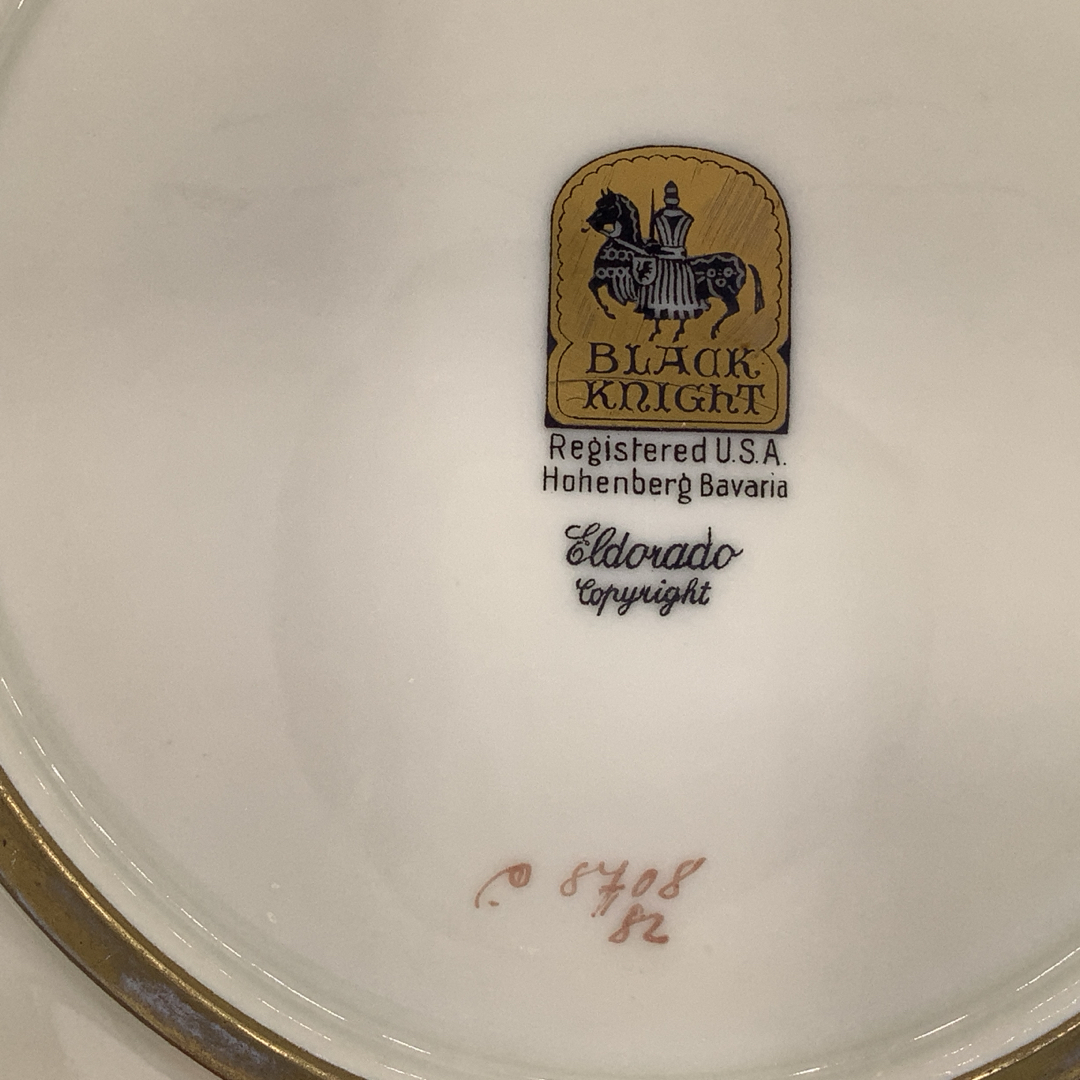 BLACK
KNIGHT
Registered U.S.A.
Hohenberg Bavaria
Eldorado
Copyright
8708
82